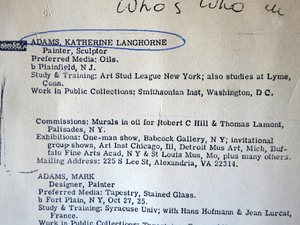 Who's Who in
ADAMS, KATHERINE LANGHORNE
Painter, Sculptor
Preferred Media: Oils.
b Plainfield, N.J.
Study & Training: Art Stud League New York; also studies at Lyme,
Conn.
Work in Public Collections: Smithsonian Inst, Washington, D.C.
Commissions: Murals in oil for Robert C Hill & Thomas Lamont,
Palisades, N Y.
Exhibitions: One-man show, Babcock Gallery, N Y; invitational
group shows, Art Inst Chicago, Ill, Detroit Mus Art, Mich, Buf-
falo Fine Arts Acad, N Y & St Louis Mus, Mo, plus many others.
Mailing Address: 225 S Lee St, Alexandria, VA 22314.
ADAMS, MARK
Designer, Painter
Preferred Media: Tapestry, Stained Glass.
b Fort Plain, N Y, Oct 27, 25.
Study & Training: Syracuse Univ; with Hans Hofmann & Jean Lurcat,
France.
Work in Public Collections: